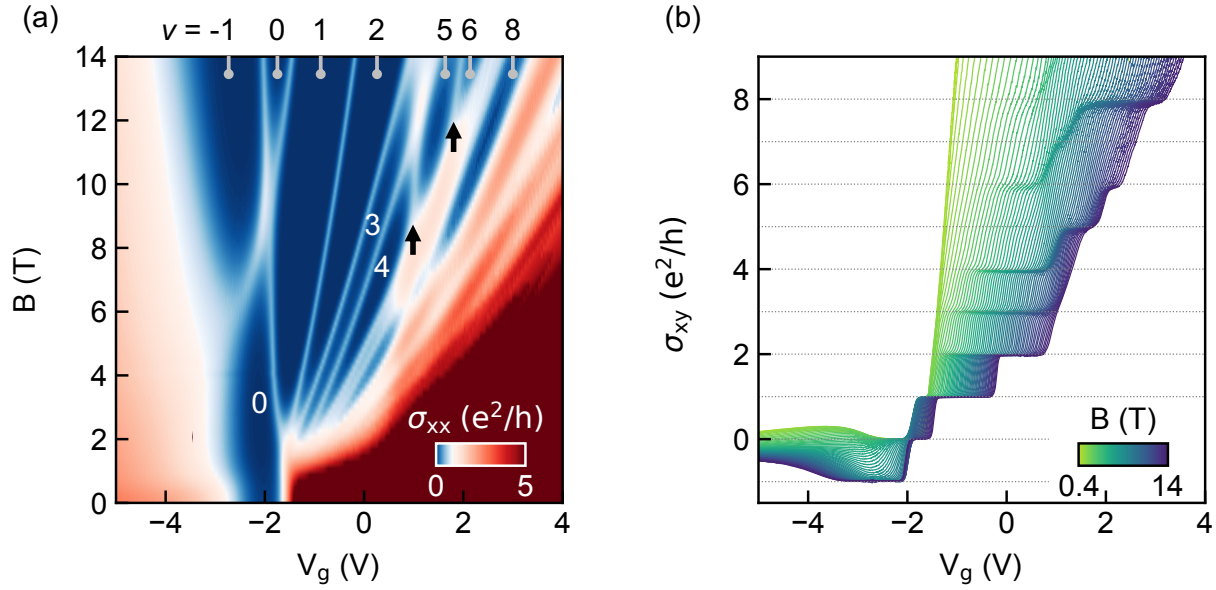 (a)
ν = -1 0 1 2 5 6 8
14
12
10
8
6
4
2
0
B (T)
3
4
0
σxx (e²/h)
0 5
−4 −2 0 2 4
Vg (V)
(b)
8
6
4
2
0
σxy (e²/h)
B (T)
0.4 14
−4 −2 0 2 4
Vg (V)